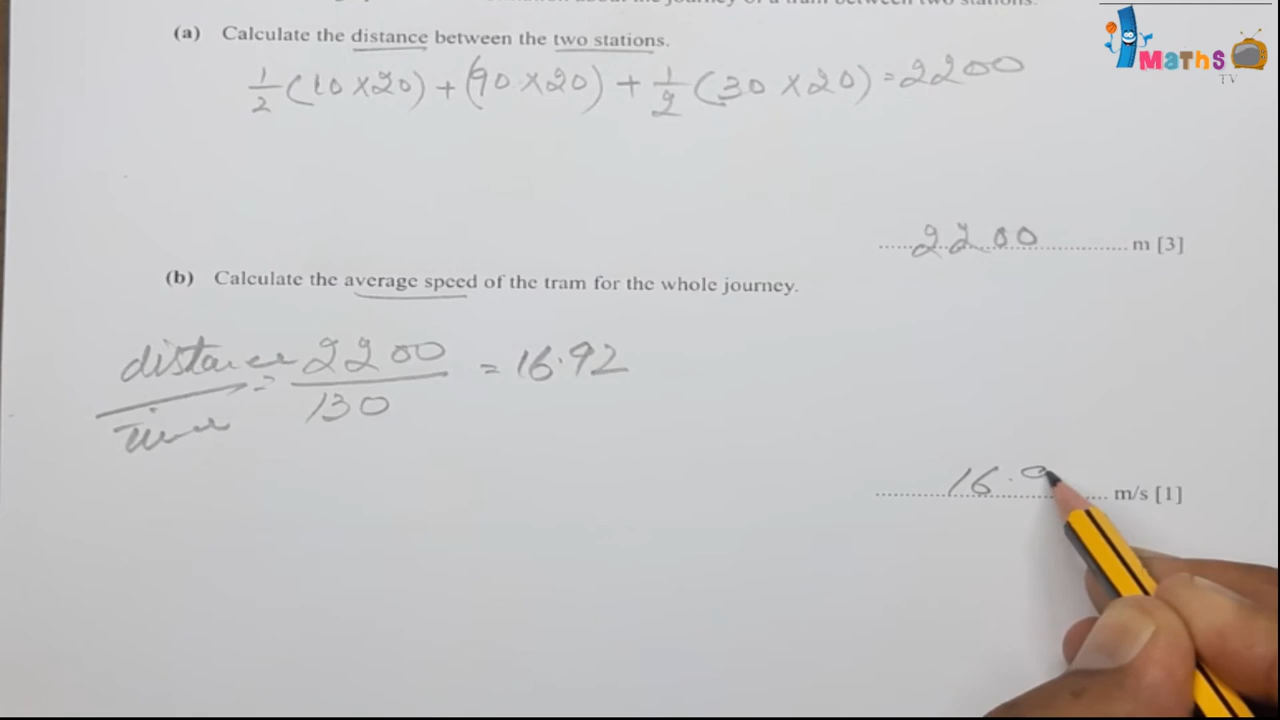 (a) Calculate the distance between the two stations.
1/2 (10 × 20) + (90 × 20) + 1/2 (30 × 20) = 2200
2200 m [3]
(b) Calculate the average speed of the tram for the whole journey.
distance / Time = 2200 / 130 = 16.92
16.9 m/s [1]
MaTHS
TV